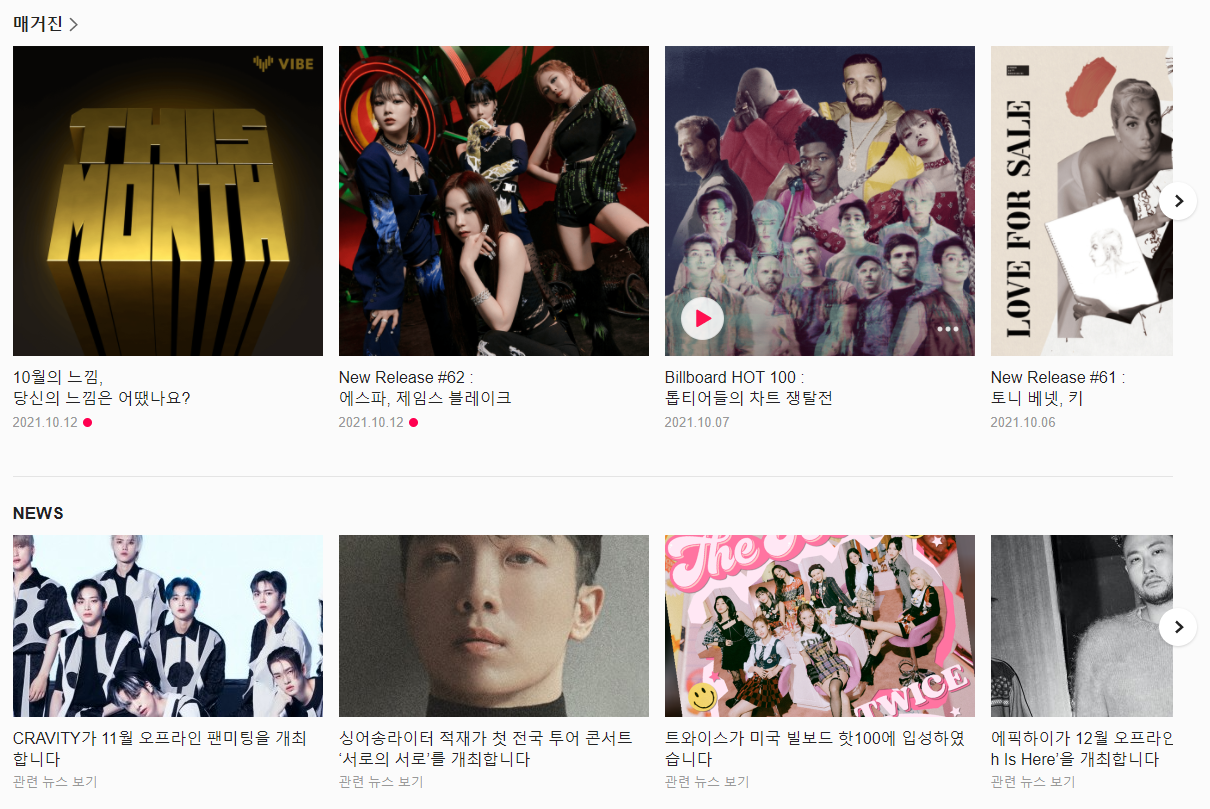 매거진
VIBE
THIS
MONTH
LOVE FOR SALE
10월의 느낌,
당신의 느낌은 어땠나요?
2021.10.12
New Release #62 :
에스파, 제임스 블레이크
2021.10.12
Billboard HOT 100 :
톱티어들의 차트 쟁탈전
2021.10.07
New Release #61 :
토니 베넷, 키
2021.10.06
NEWS
The
TWICE
CRAVITY가 11월 오프라인 팬미팅을 개최
합니다
관련 뉴스 보기
싱어송라이터 적재가 첫 전국 투어 콘서트
‘서로의 서로’를 개최합니다
관련 뉴스 보기
트와이스가 미국 빌보드 핫100에 입성하였
습니다
관련 뉴스 보기
에픽하이가 12월 오프라인
h Is Here’을 개최합니다
관련 뉴스 보기